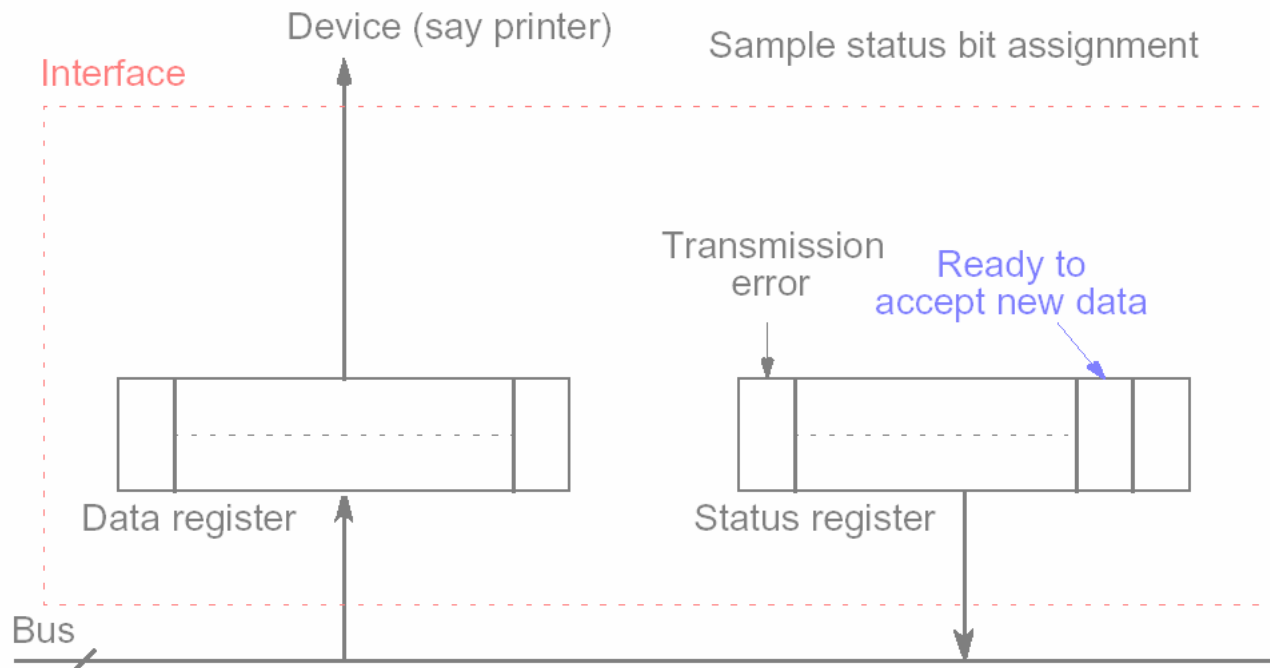 Device (say printer)
Sample status bit assignment
Interface
Transmission
error
Ready to
accept new data
Data register
Status register
Bus